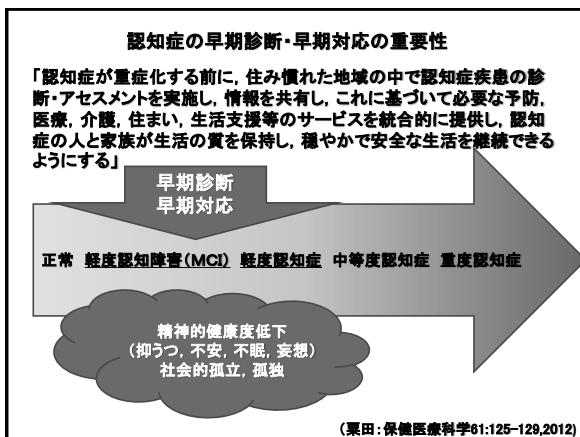 認知症の早期診断・早期対応の重要性
「認知症が重症化する前に，住み慣れた地域の中で認知症疾患の診
断・アセスメントを実施し，情報を共有し，これに基づいて必要な予防，
医療，介護，住まい，生活支援等のサービスを統合的に提供し，認知
症の人と家族が生活の質を保持し，穏やかで安全な生活を継続できる
ようにする」
早期診断
早期対応
正常 軽度認知障害（MCI） 軽度認知症 中等度認知症 重度認知症
精神的健康度低下
（抑うつ，不安，不眠，妄想）
社会的孤立，孤独
（粟田：保健医療科学61:125-129,2012）